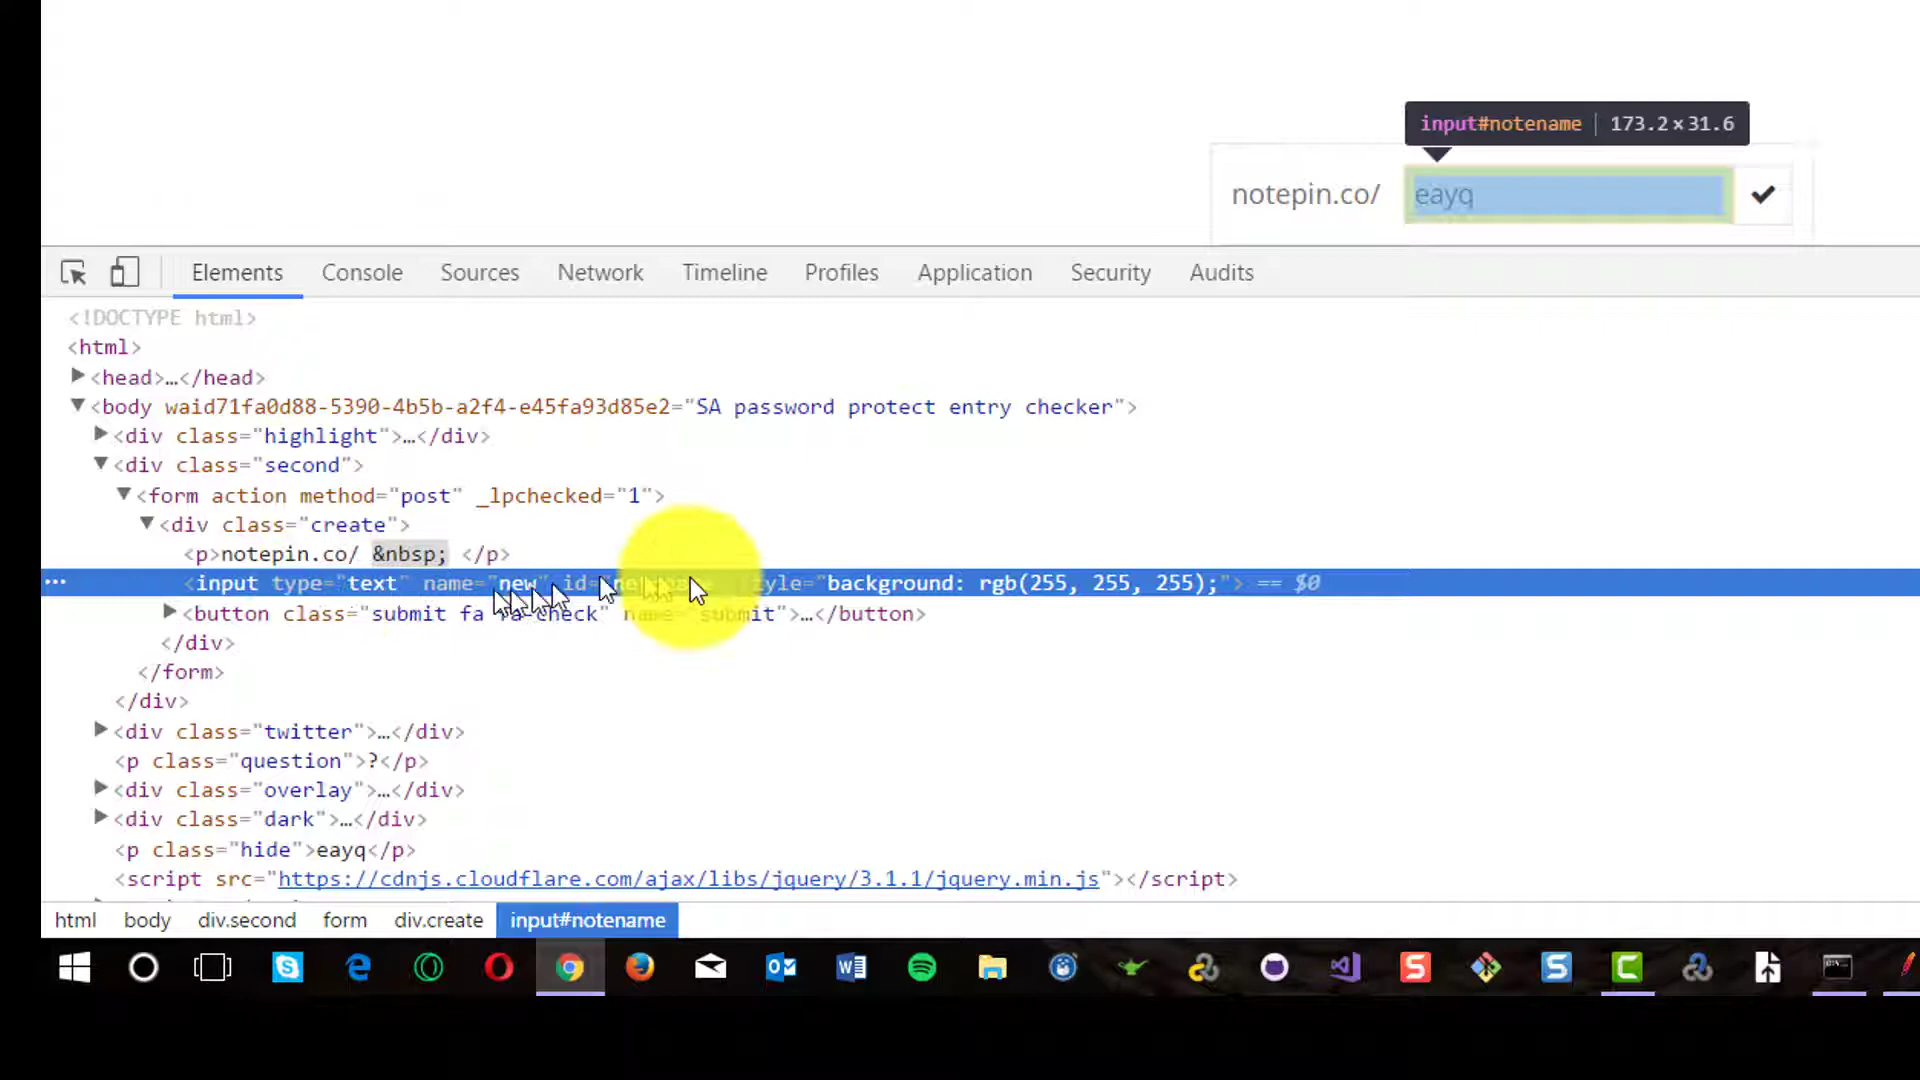 input#notename | 173.2 × 31.6
notepin.co/ eayq
Elements Console Sources Network Timeline Profiles Application Security Audits
<!DOCTYPE html>
<html>
<head>…</head>
<body waid71fa0d88-5390-4b5b-a2f4-e45fa93d85e2="SA password protect entry checker">
<div class="highlight">…</div>
<div class="second">
<form action method="post" _lpchecked="1">
<div class="create">
<p>notepin.co/ &nbsp; </p>
<input type="text" name="new" id= style="background: rgb(255, 255, 255);"> == $0
<button class="submit fa fa-check" name="submit">…</button>
</div>
</form>
</div>
<div class="twitter">…</div>
<p class="question">?</p>
<div class="overlay">…</div>
<div class="dark">…</div>
<p class="hide">eayq</p>
<script src="https://cdnjs.cloudflare.com/ajax/libs/jquery/3.1.1/jquery.min.js"></script>
html body div.second form div.create input#notename